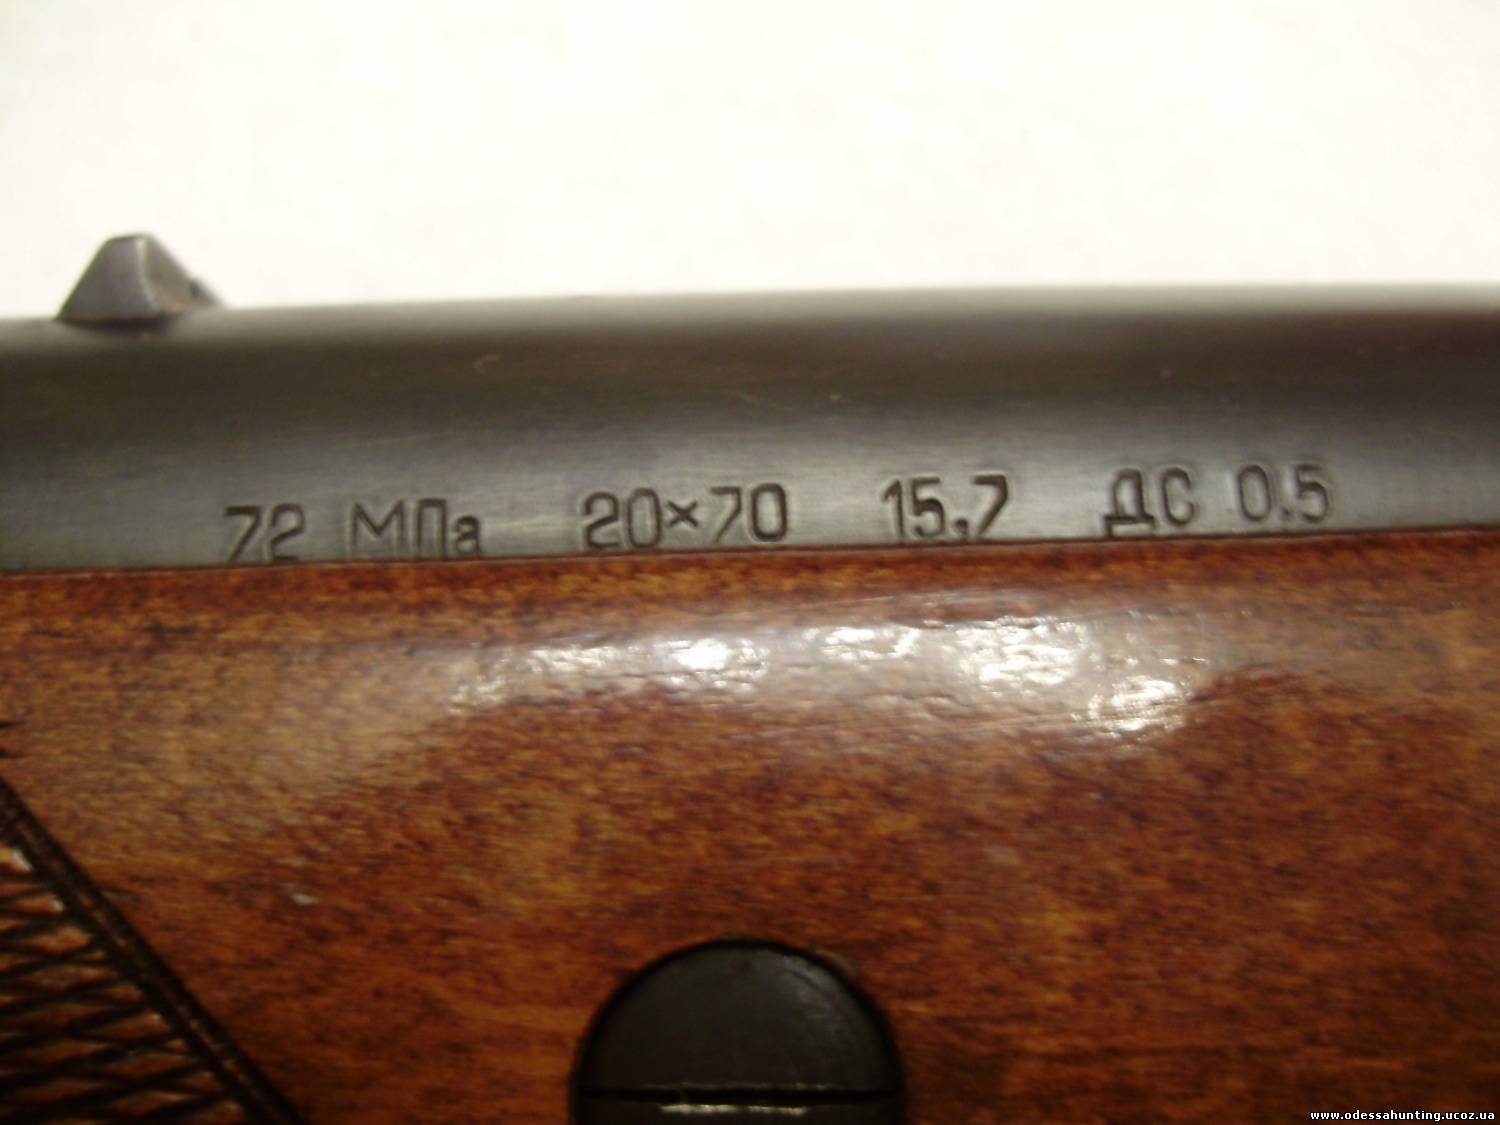 72 МПа 20×70 15,7 ДС 0.5
www.odessahunting.ucoz.ua